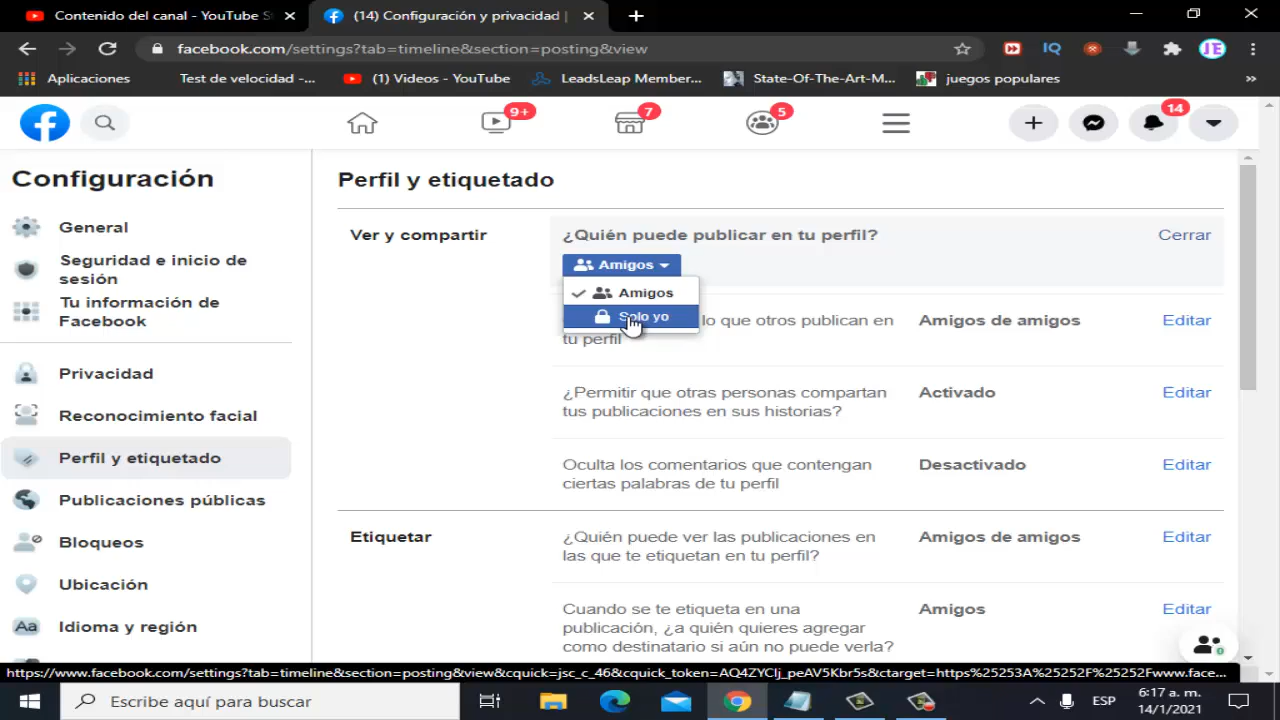 Contenido del canal - YouTube S
(14) Configuración y privacidad |
facebook.com/settings?tab=timeline&section=posting&view
IQ
JE
Aplicaciones
Test de velocidad -...
(1) Videos - YouTube
LeadsLeap Member...
State-Of-The-Art-M...
juegos populares
»
9+
7
5
14
Configuración
General
Seguridad e inicio de
sesión
Tu información de
Facebook
Privacidad
Reconocimiento facial
Perfil y etiquetado
Publicaciones públicas
Bloqueos
Ubicación
Aa
Idioma y región
Perfil y etiquetado
Ver y compartir
¿Quién puede publicar en tu perfil?
Cerrar
Amigos
Amigos
Solo yo
lo que otros publican en
tu perfil
Amigos de amigos
Editar
¿Permitir que otras personas compartan
tus publicaciones en sus historias?
Activado
Editar
Oculta los comentarios que contengan
ciertas palabras de tu perfil
Desactivado
Editar
Etiquetar
¿Quién puede ver las publicaciones en
las que te etiquetan en tu perfil?
Amigos de amigos
Editar
Cuando se te etiqueta en una
publicación, ¿a quién quieres agregar
como destinatario si aún no puede verla?
Amigos
Editar
0
https://www.facebook.com/settings?tab=timeline&section=posting&view&cquick=jsc_c_46&cquick_token=AQ4ZYCIj_peAV5Kbr5s&ctarget=https%25253A%25252F%25252Fwww.face...
Escribe aquí para buscar
ESP
6:17 a. m.
14/1/2021